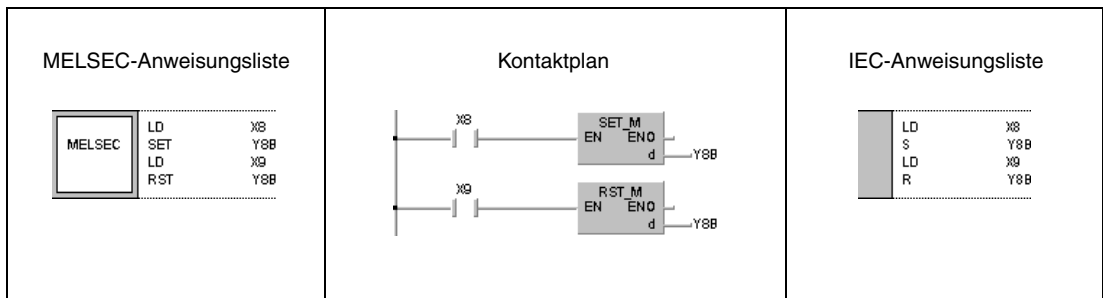 MELSEC-Anweisungsliste
MELSEC
LD X8
SET Y8B
LD X9
RST Y8B
Kontaktplan
X8
SET_M
EN ENO
d Y8B
X9
RST_M
EN ENO
d Y8B
IEC-Anweisungsliste
LD X8
S Y8B
LD X9
R Y8B